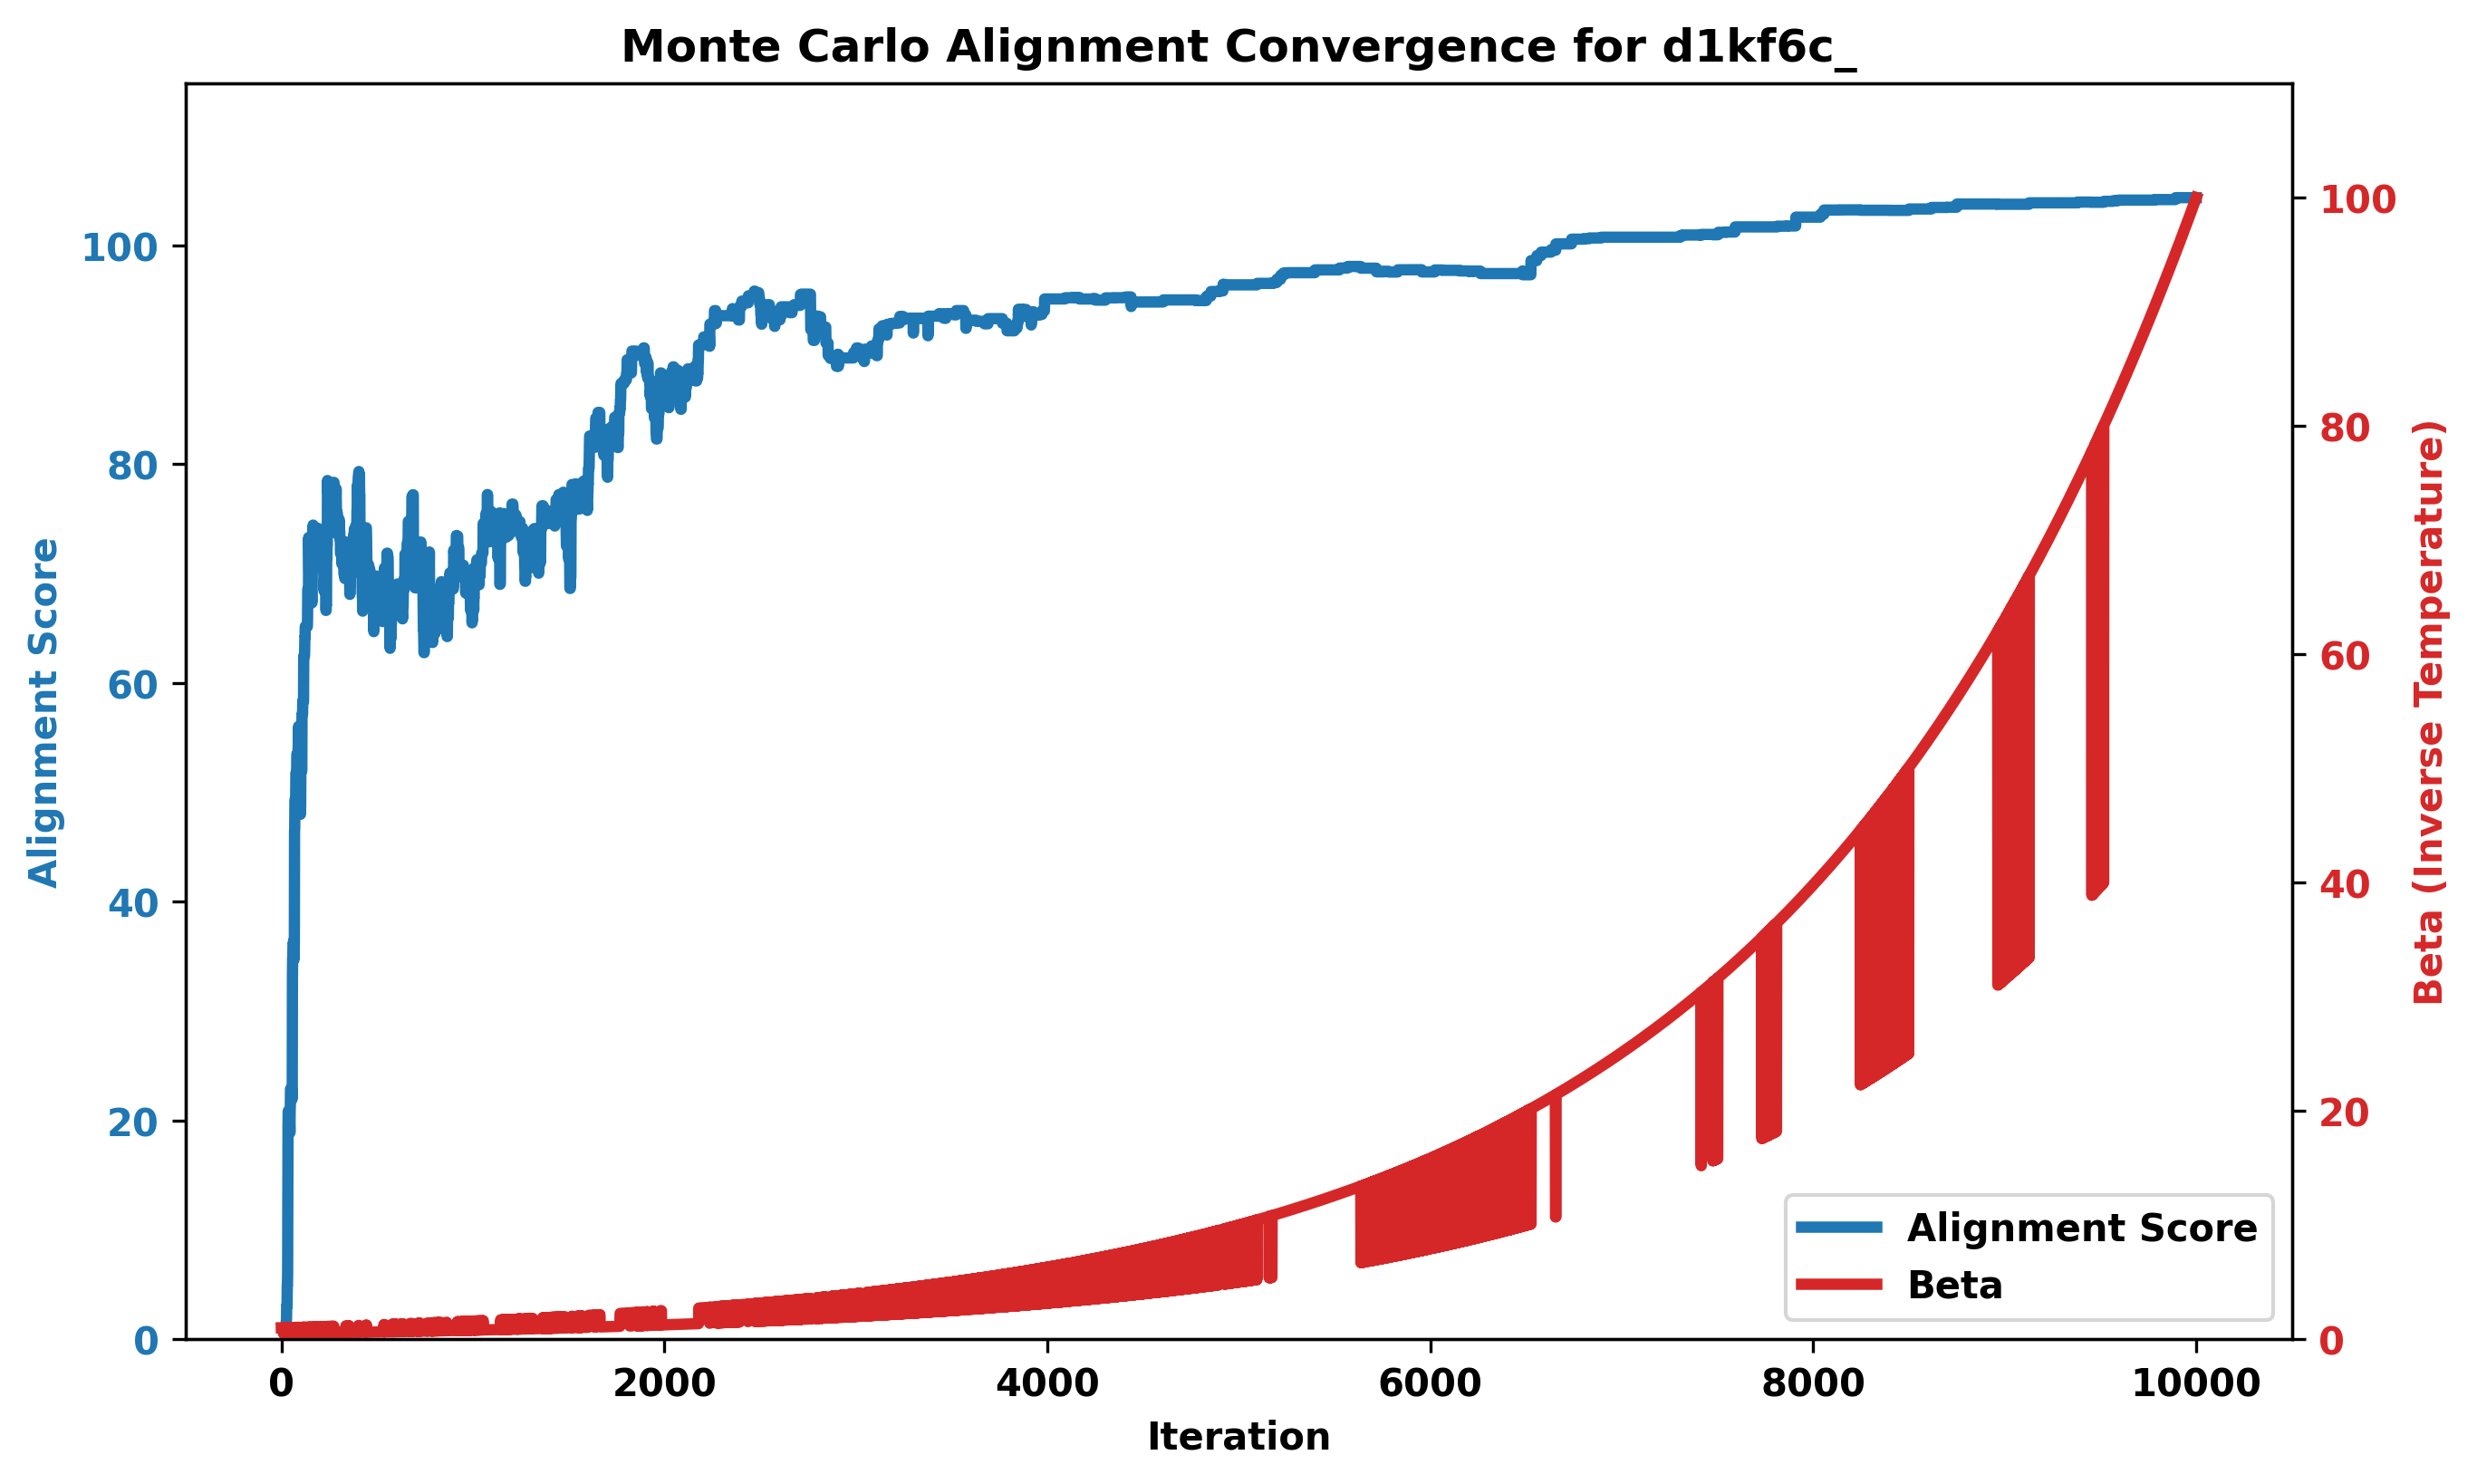 Monte Carlo Alignment Convergence for d1kf6c_
Alignment Score
100
80
60
40
20
0
100
80
60
40
20
0
Beta (Inverse Temperature)
Alignment Score
Beta
0 2000 4000 6000 8000 10000
Iteration